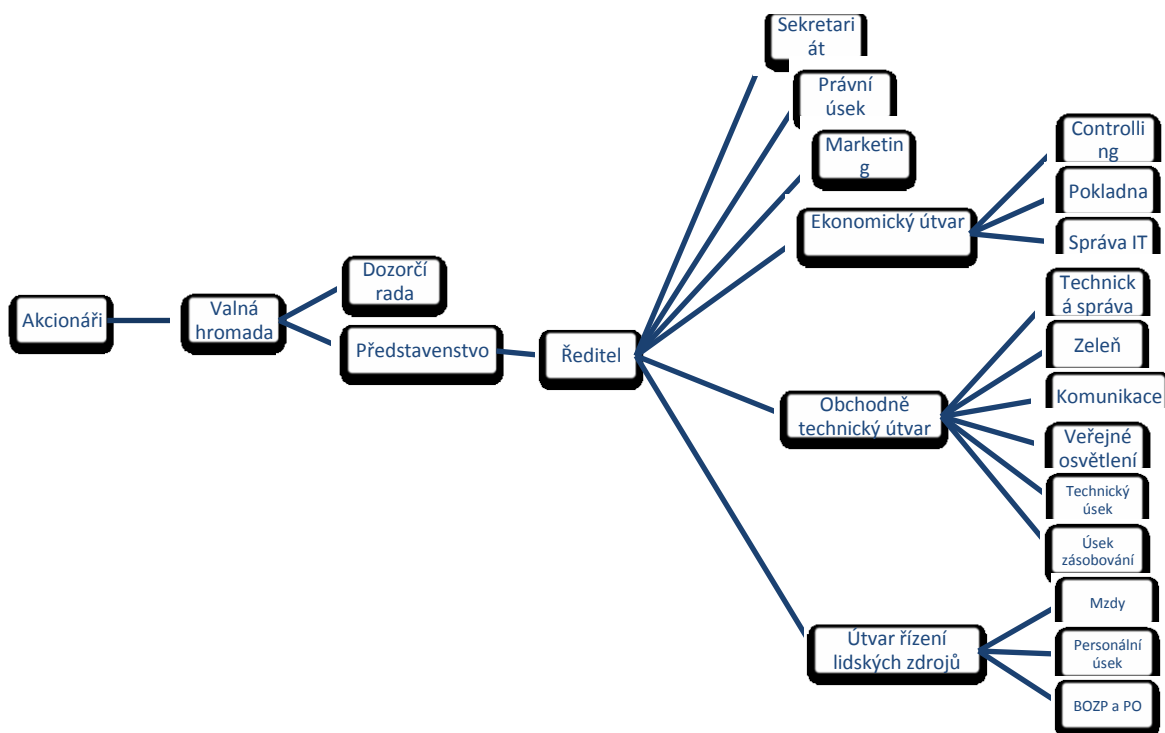 Sekretari
át
Právní
úsek
Marketin
g
Ekonomický útvar
Controlli
ng
Pokladna
Správa IT
Dozorčí
rada
Akcionáři
Valná
hromada
Představenstvo
Ředitel
Technick
á správa
Zeleň
Komunikace
Obchodně
technický útvar
Veřejné
osvětlení
Technický
úsek
Úsek
zásobování
Mzdy
Útvar řízení
lidských zdrojů
Personální
úsek
BOZP a PO